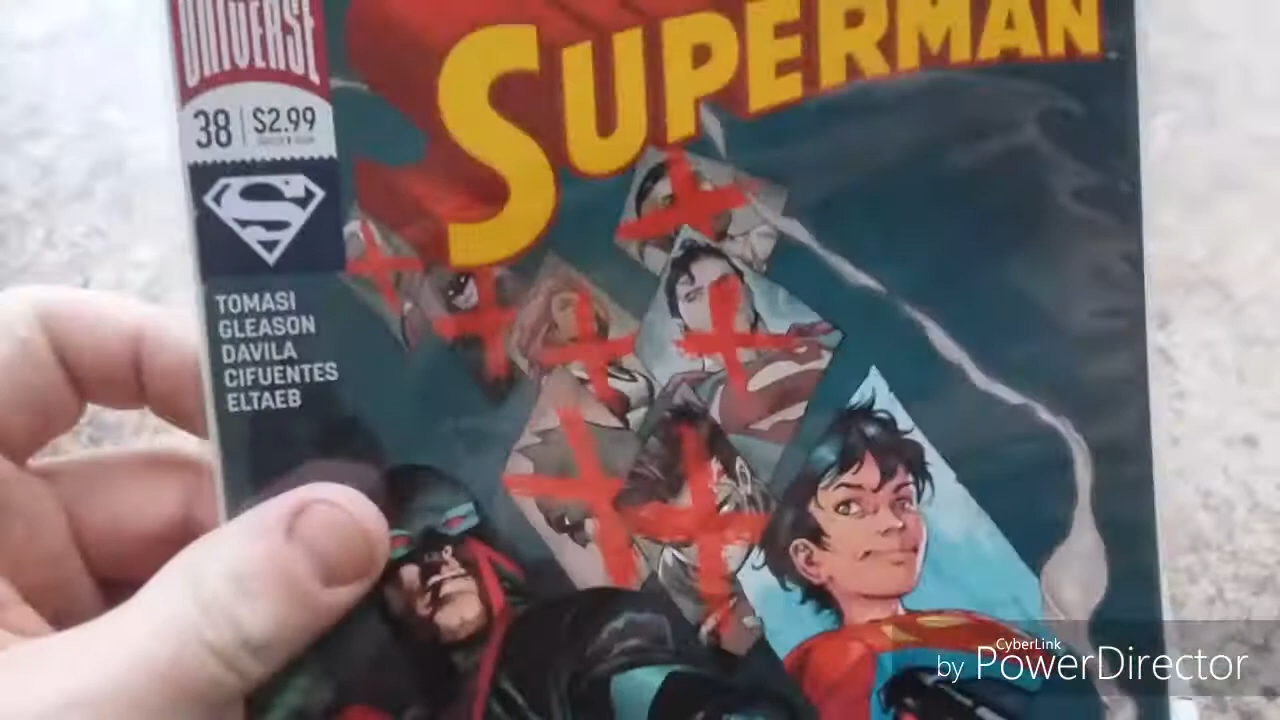 UNIVERSE
SUPERMAN
38 $2.99
S
TOMASI
GLEASON
DAVILA
CIFUENTES
ELTAEB
CyberLink
by PowerDirector